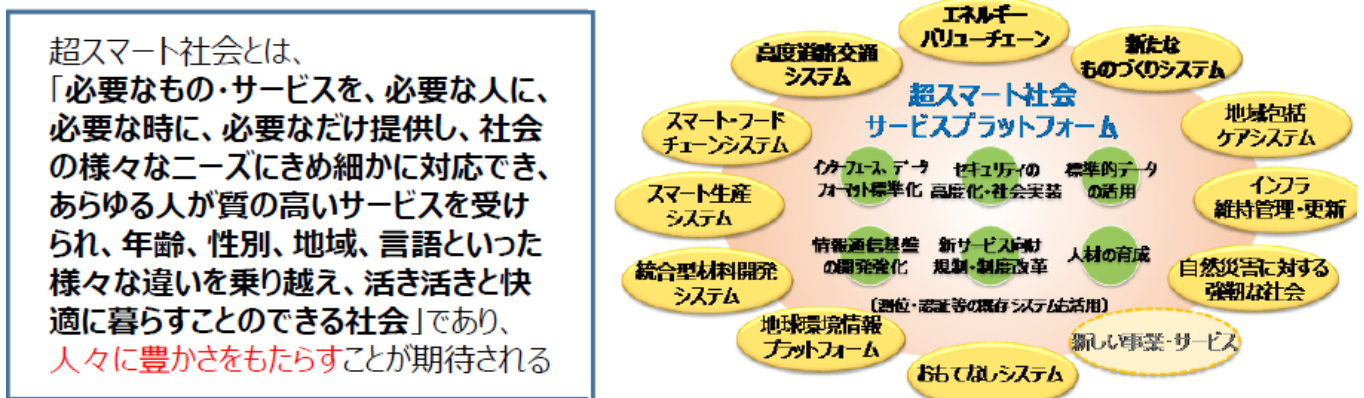 超スマート社会とは、
「必要なもの・サービスを、必要な人に、
必要な時に、必要なだけ提供し、社会
の様々なニーズにきめ細かに対応でき、
あらゆる人が質の高いサービスを受け
られ、年齢、性別、地域、言語といった
様々な違いを乗り越え、活き活きと快
適に暮らすことのできる社会」であり、
人々に豊かさをもたらすことが期待される
エネルギー
バリューチェーン
高度道路交通
システム
新たな
ものづくりシステム
超スマート社会
サービスプラットフォーム
スマート・フード
チェーンシステム
地域包括
ケアシステム
インターフェース、データ
フォーマット標準化
セキュリティの
高度化・社会実装
標準的データ
の活用
スマート生産
システム
インフラ
維持管理・更新
情報通信基盤
の開発強化
新サービス向け
規制・制度改革
人材の育成
統合型材料開発
システム
自然災害に対する
強靭な社会
(測位・認証等の既存システムも活用)
地球環境情報
プラットフォーム
新しい事業・サービス
おもてなしシステム